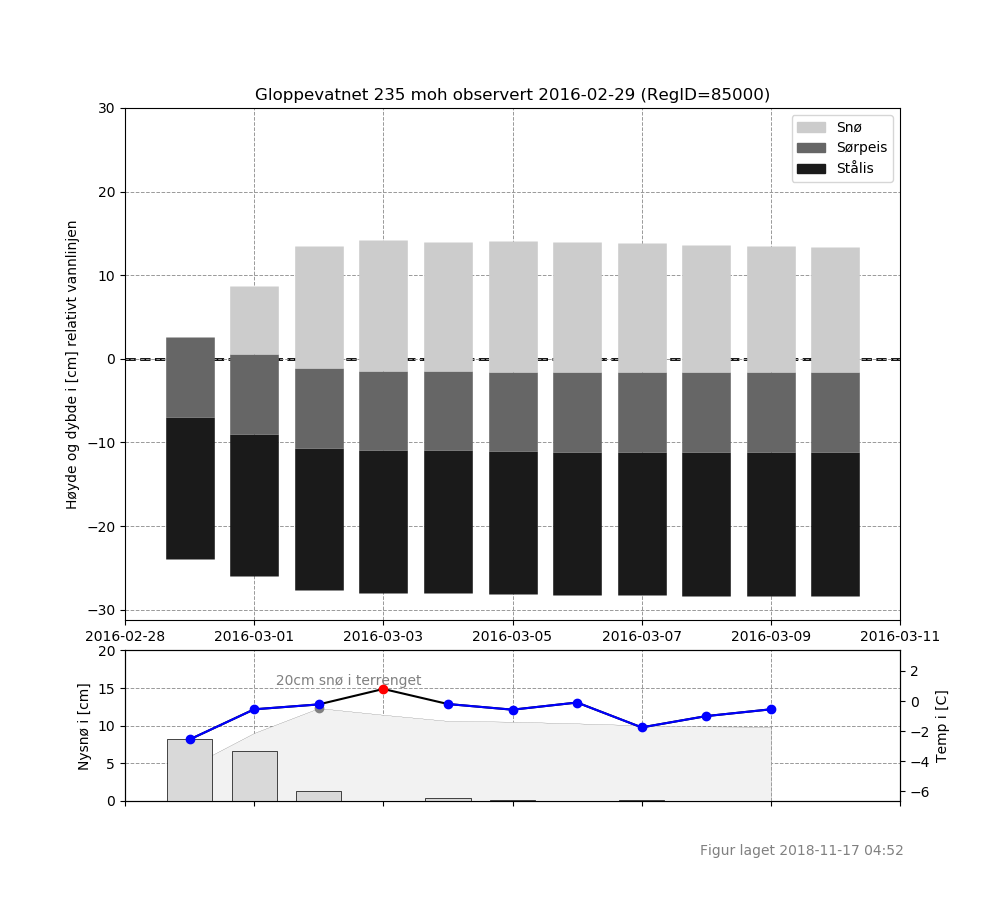 Gloppevatnet 235 moh observert 2016-02-29 (RegID=85000)
30
20
10
0
−10
−20
−30
Høyde og dybde i [cm] relativt vannlinjen
Snø
Sørpeis
Stålis
2016-02-28
2016-03-01
2016-03-03
2016-03-05
2016-03-07
2016-03-09
2016-03-11
20
15
10
5
0
Nysnø i [cm]
20cm snø i terrenget
2
0
−2
−4
−6
Temp i [C]
Figur laget 2018-11-17 04:52